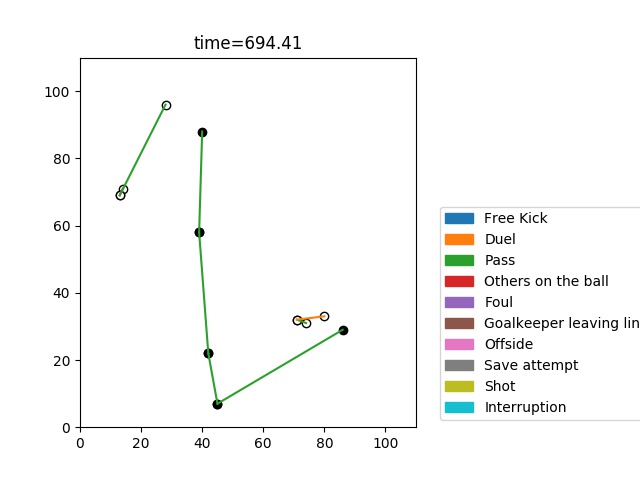 time=694.41
100
80
60
40
20
0
0 20 40 60 80 100
Free Kick
Duel
Pass
Others on the ball
Foul
Goalkeeper leaving lin
Offside
Save attempt
Shot
Interruption